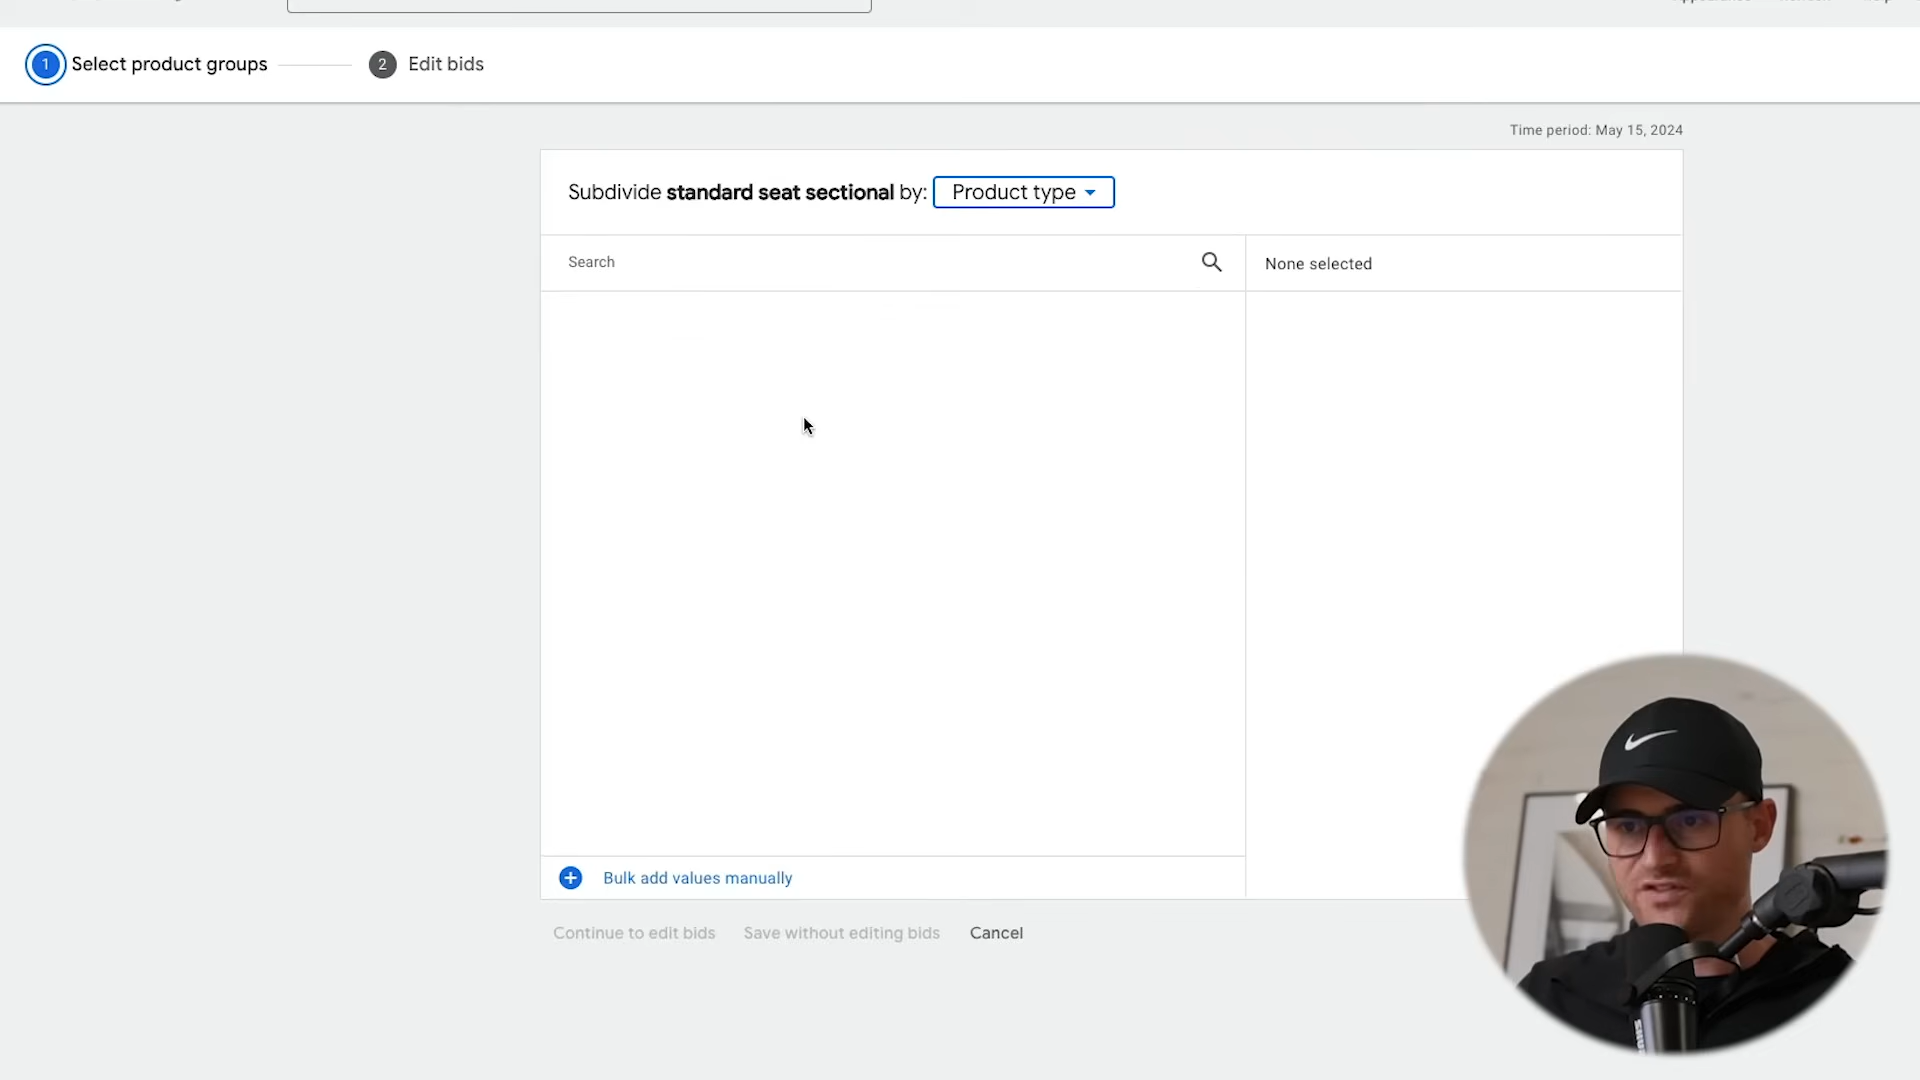 1 Select product groups
2 Edit bids
Time period: May 15, 2024
Subdivide standard seat sectional by: Product type
Search
None selected
Bulk add values manually
Continue to edit bids
Save without editing bids
Cancel